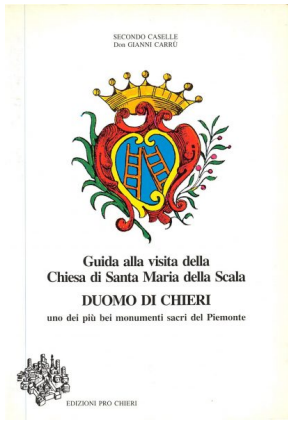 SECONDO CASELLE
Don GIANNI CARRÙ
Guida alla visita della
Chiesa di Santa Maria della Scala
DUOMO DI CHIERI
uno dei più bei monumenti sacri del Piemonte
EDIZIONI PRO CHIERI